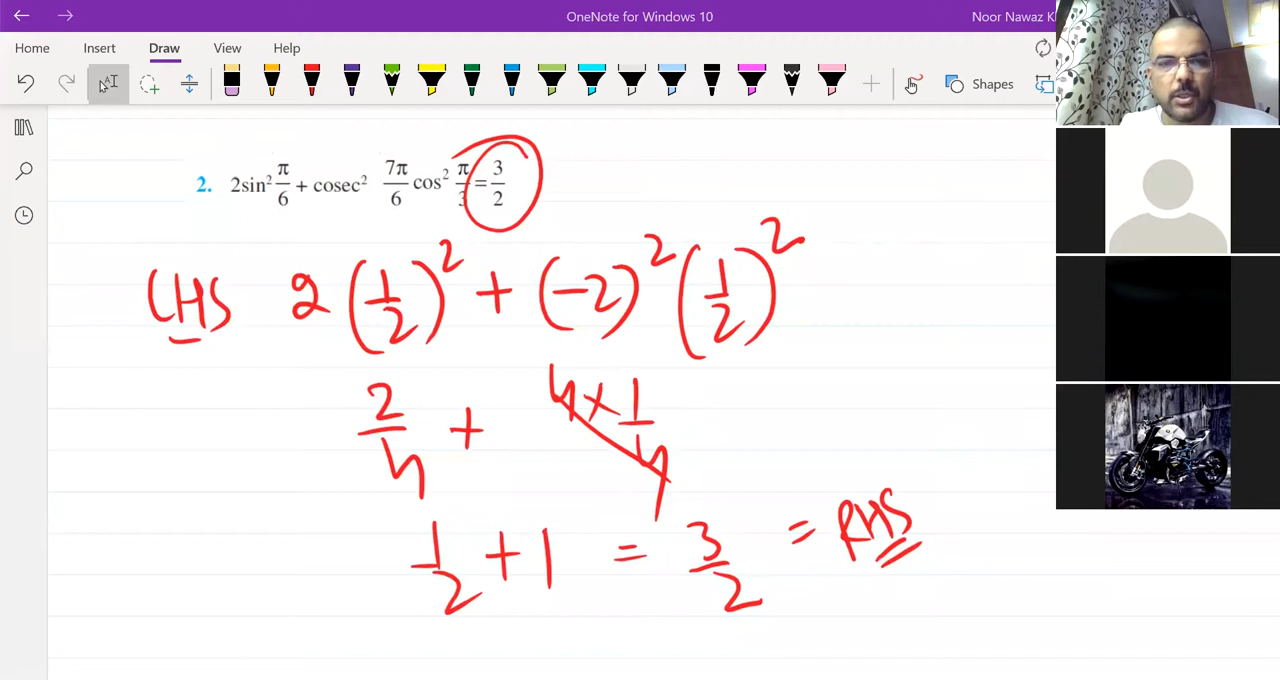 OneNote for Windows 10
Noor Nawaz K
Home Insert Draw View Help
Shapes
2. 2sin² π/6 + cosec² 7π/6 cos² π/3 = 3/2
LHS 2(1/2)² + (-2)² (1/2)²
2/4 + 4 × 1/4
1/2 + 1 = 3/2 = RHS